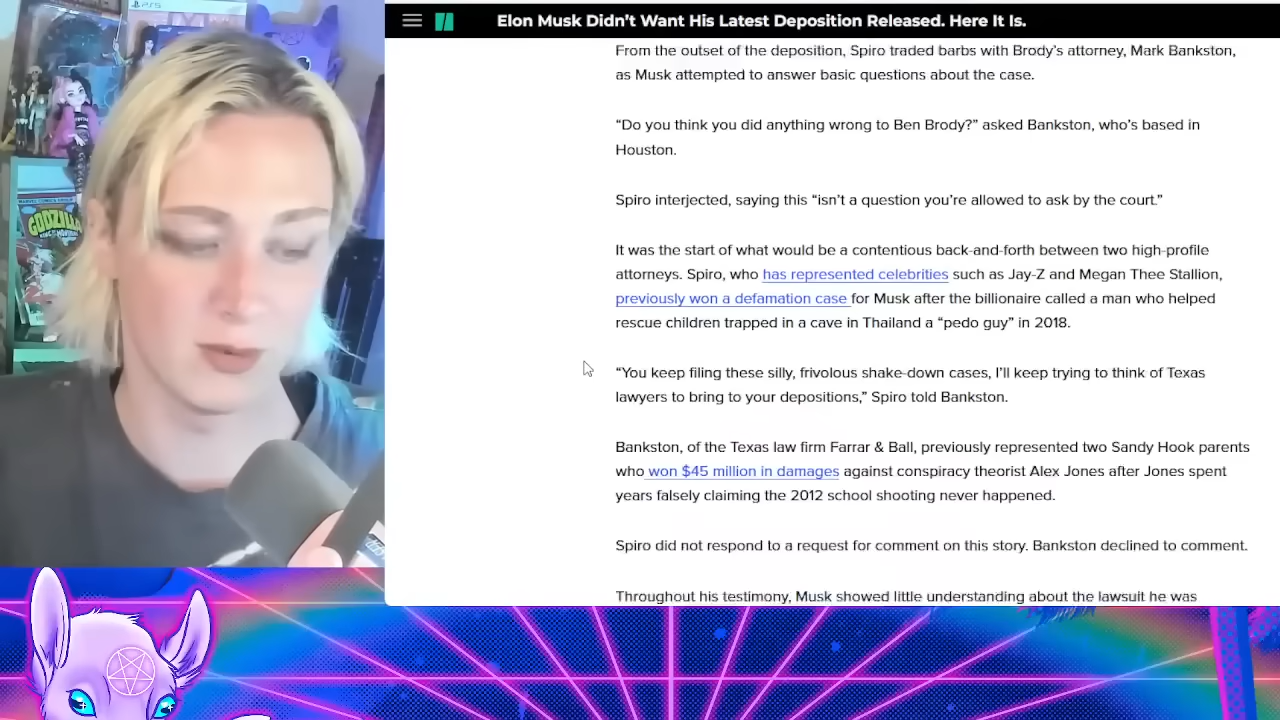 Elon Musk Didn’t Want His Latest Deposition Released. Here It Is.
From the outset of the deposition, Spiro traded barbs with Brody’s attorney, Mark Bankston,
as Musk attempted to answer basic questions about the case.
“Do you think you did anything wrong to Ben Brody?” asked Bankston, who’s based in
Houston.
Spiro interjected, saying this “isn’t a question you’re allowed to ask by the court.”
It was the start of what would be a contentious back-and-forth between two high-profile
attorneys. Spiro, who has represented celebrities such as Jay-Z and Megan Thee Stallion,
previously won a defamation case for Musk after the billionaire called a man who helped
rescue children trapped in a cave in Thailand a “pedo guy” in 2018.
“You keep filing these silly, frivolous shake-down cases, I’ll keep trying to think of Texas
lawyers to bring to your depositions,” Spiro told Bankston.
Bankston, of the Texas law firm Farrar & Ball, previously represented two Sandy Hook parents
who won $45 million in damages against conspiracy theorist Alex Jones after Jones spent
years falsely claiming the 2012 school shooting never happened.
Spiro did not respond to a request for comment on this story. Bankston declined to comment.
Throughout his testimony, Musk showed little understanding about the lawsuit he was
PS5
GODZILLA